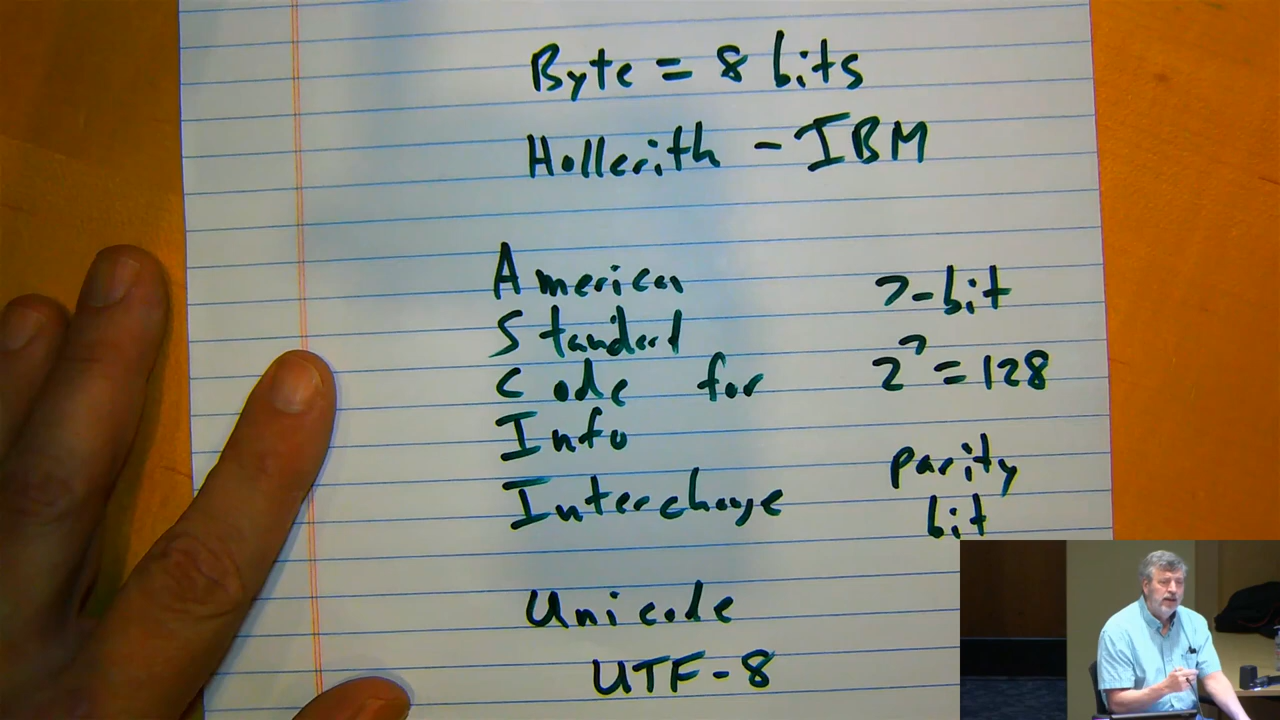 Byte = 8 bits
Hollerith - IBM
American
Standard
Code for
Info
Interchange
7-bit
2⁷ = 128
parity
bit
Unicode
UTF-8